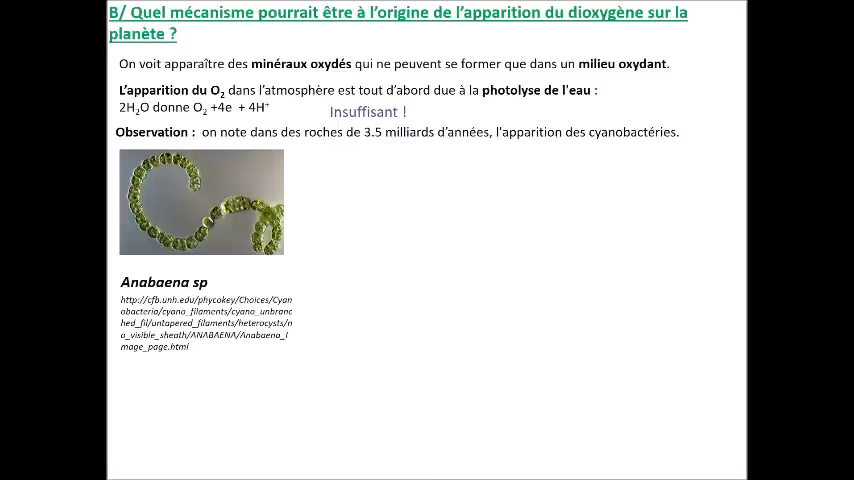 B/ Quel mécanisme pourrait être à l’origine de l’apparition du dioxygène sur la
planète ?
On voit apparaître des minéraux oxydés qui ne peuvent se former que dans un milieu oxydant.
L’apparition du O2 dans l’atmosphère est tout d’abord due à la photolyse de l'eau :
2H2O donne O2 +4e  + 4H+
Insuffisant !
Observation :  on note dans des roches de 3.5 milliards d’années, l'apparition des cyanobactéries.
Anabaena sp
http://cfb.unh.edu/phycokey/Choices/Cyan
obacteria/cyano_filaments/cyano_unbranc
hed_fil/untapered_filaments/heterocysts/n
o_visible_sheath/ANABAENA/Anabaena_I
mage_page.html